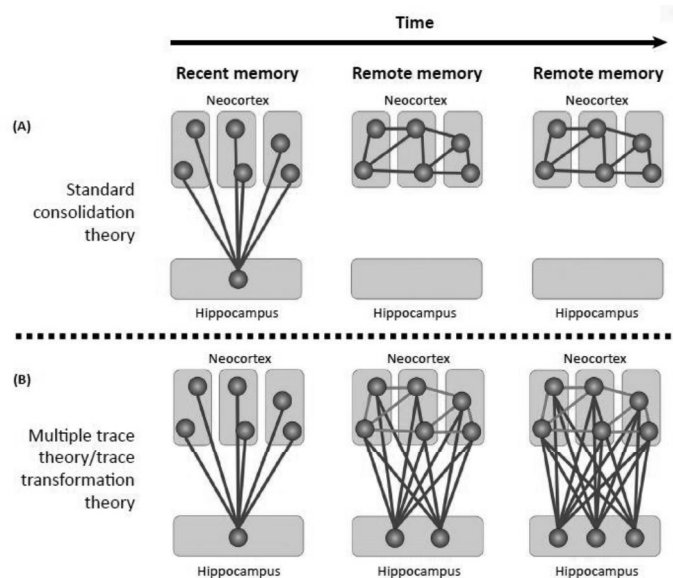 Time
Recent memory
Remote memory
Remote memory
(A)
Neocortex
Neocortex
Neocortex
Standard
consolidation
theory
Hippocampus
Hippocampus
Hippocampus
(B)
Neocortex
Neocortex
Neocortex
Multiple trace
theory/trace
transformation
theory
Hippocampus
Hippocampus
Hippocampus